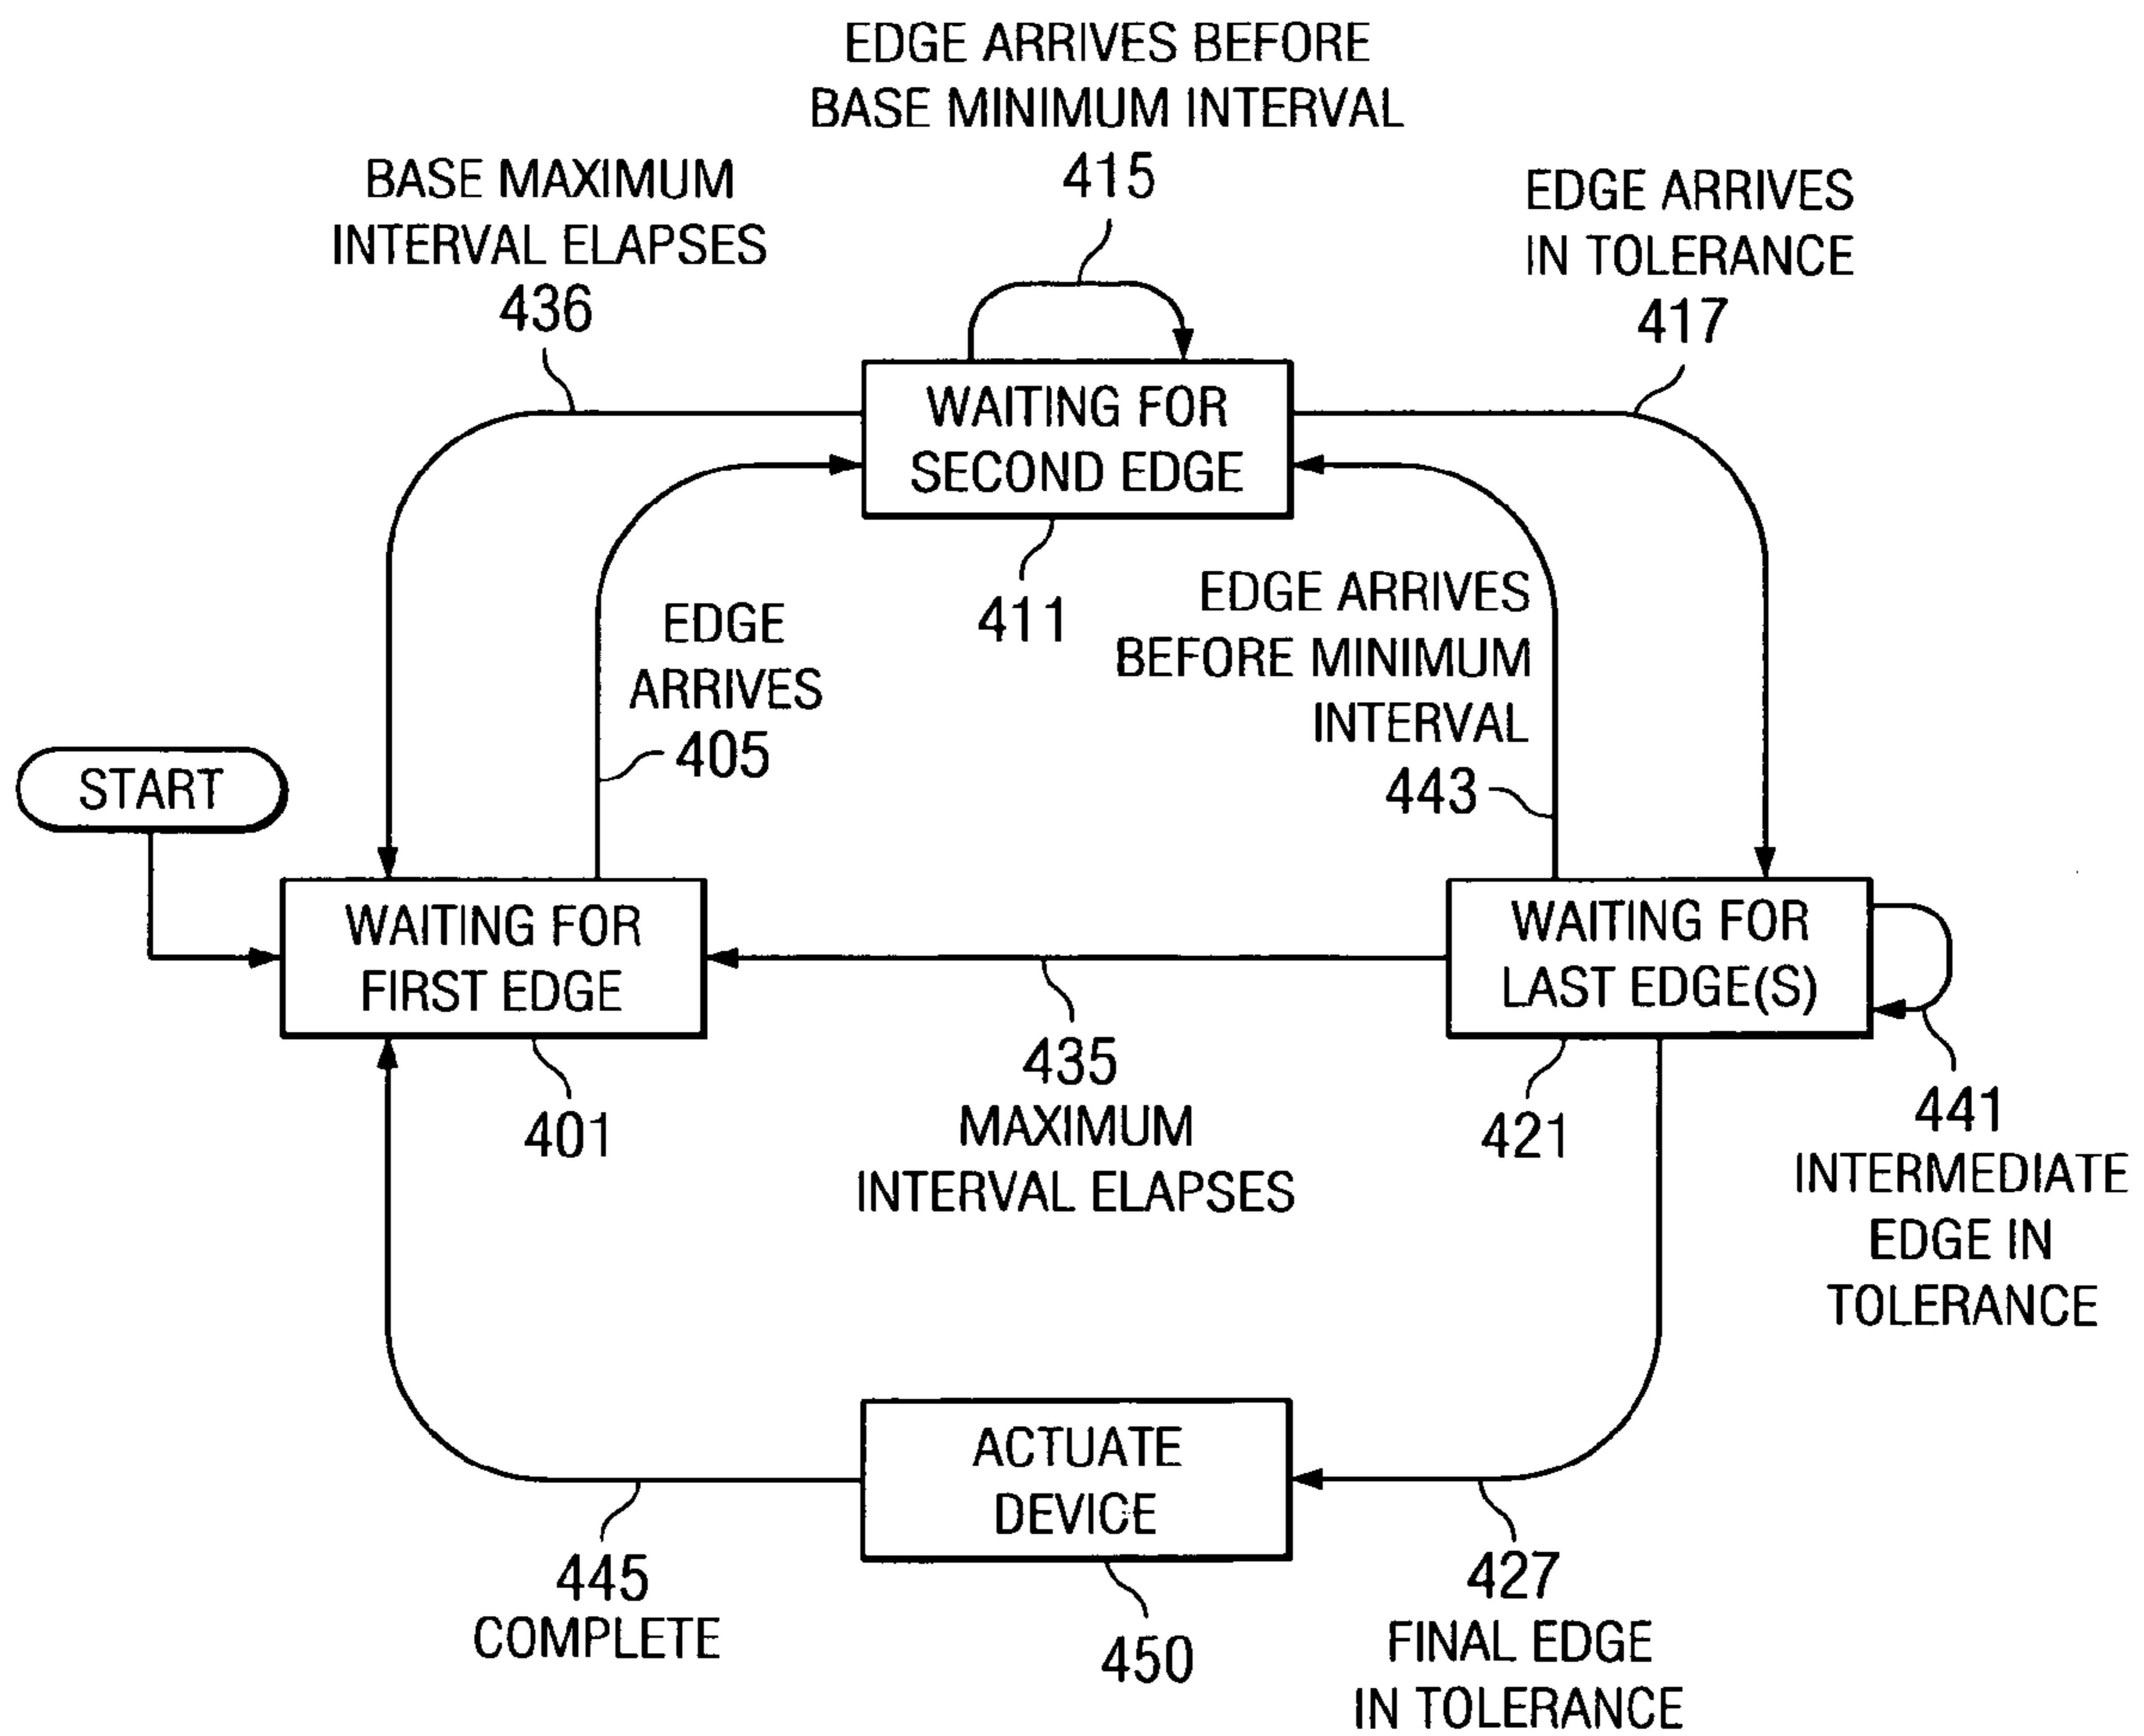 EDGE ARRIVES BEFORE
BASE MINIMUM INTERVAL
415
BASE MAXIMUM
INTERVAL ELAPSES
436
EDGE ARRIVES
IN TOLERANCE
417
WAITING FOR
SECOND EDGE
411
EDGE
ARRIVES
405
EDGE ARRIVES
BEFORE MINIMUM
INTERVAL
443
START
WAITING FOR
FIRST EDGE
401
435
MAXIMUM
INTERVAL ELAPSES
WAITING FOR
LAST EDGE(S)
421
441
INTERMEDIATE
EDGE IN
TOLERANCE
ACTUATE
DEVICE
450
445
COMPLETE
427
FINAL EDGE
IN TOLERANCE